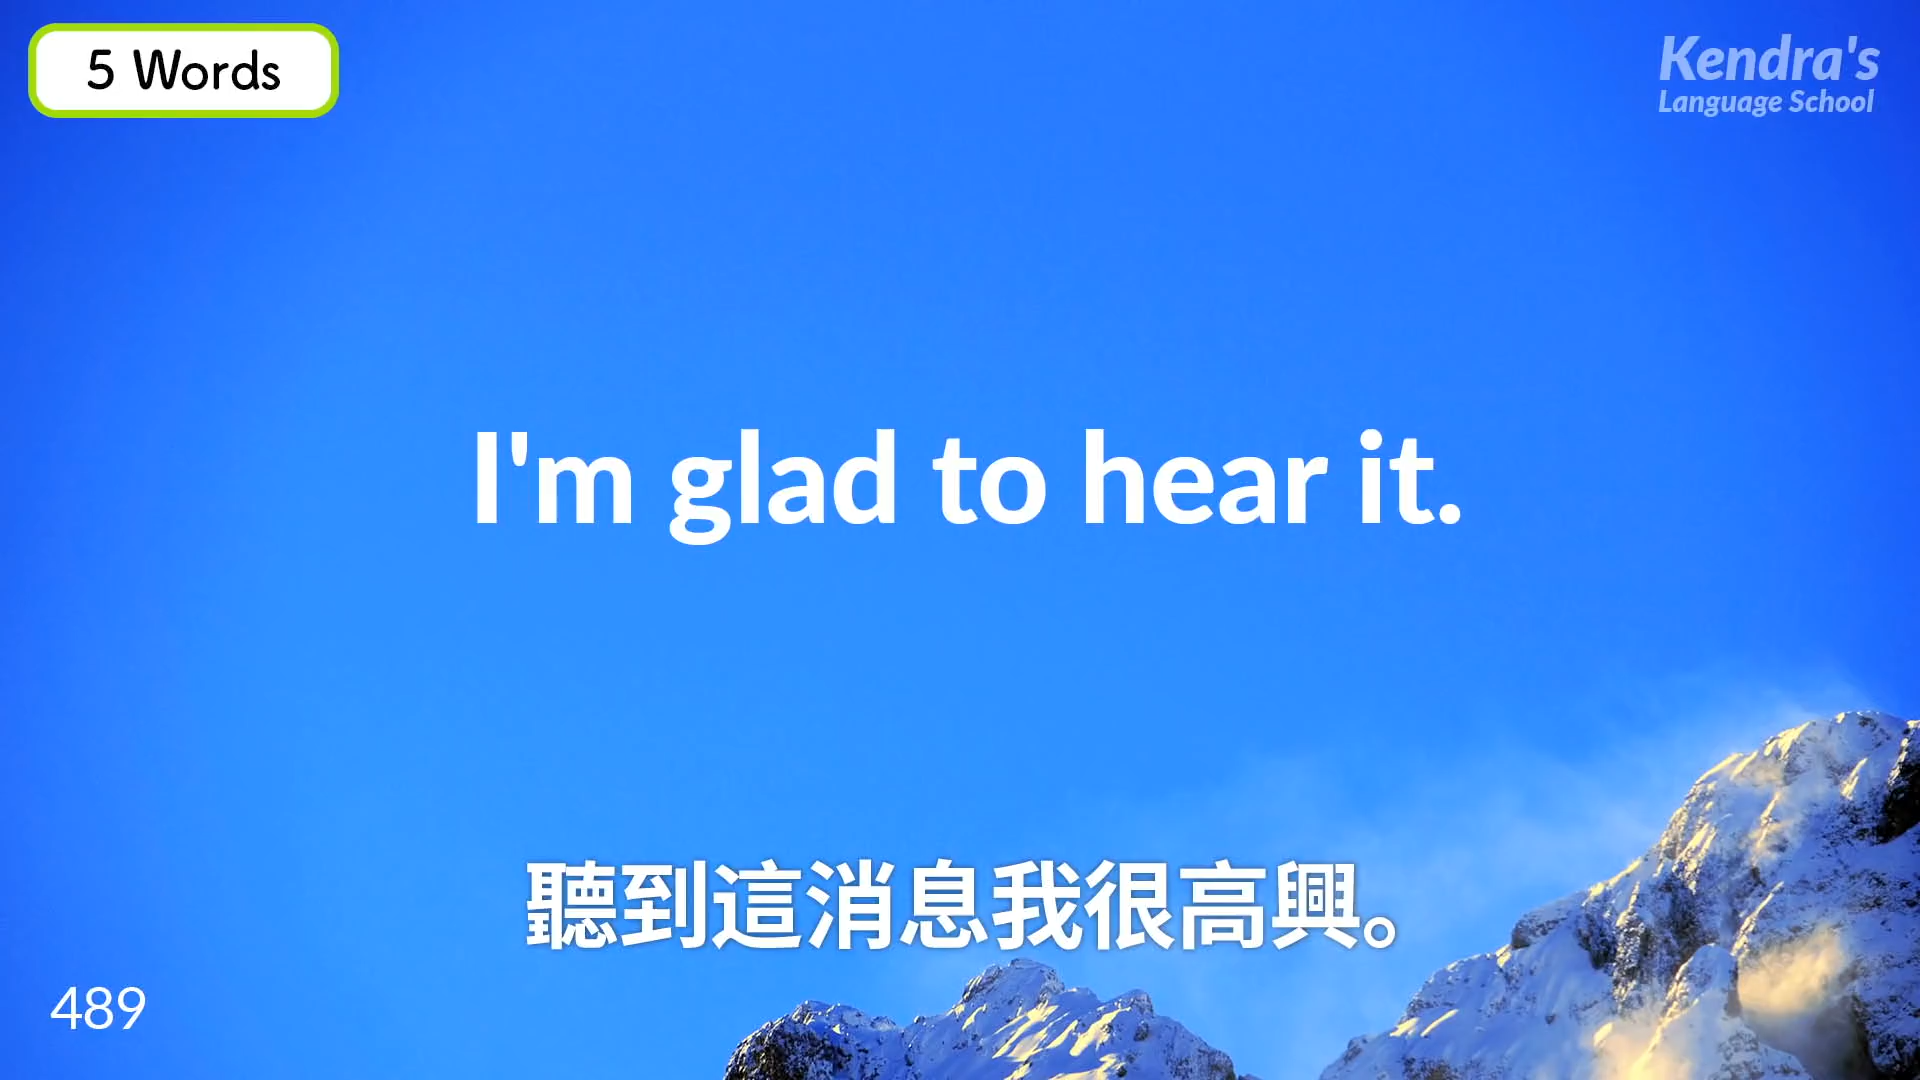 5 Words
Kendra's
Language School
I'm glad to hear it.
聽到這消息我很高興。
489